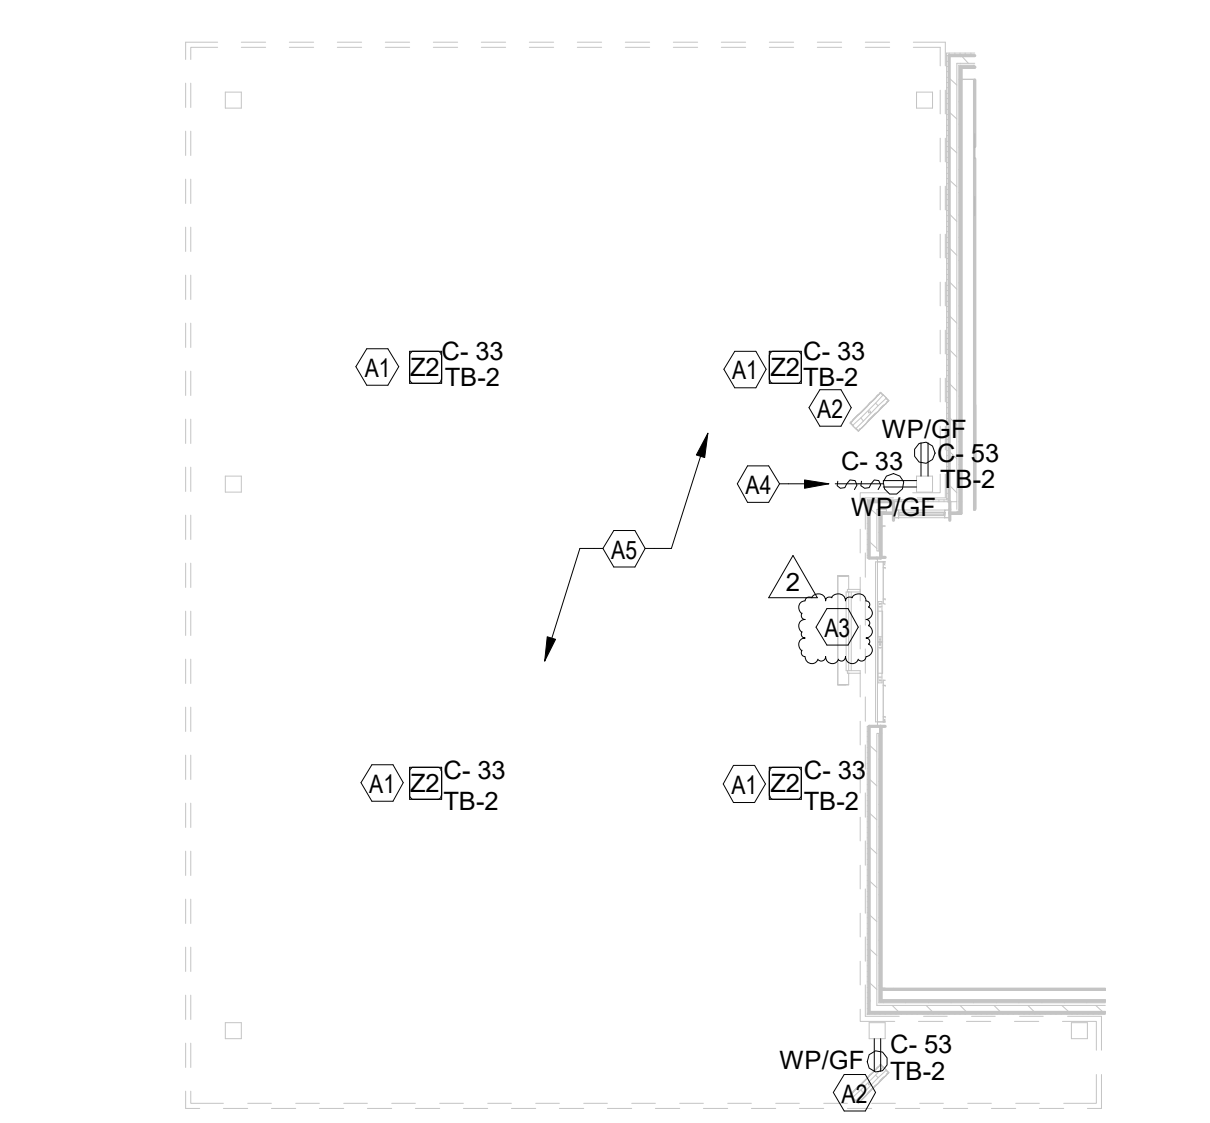 A1 Z2 C- 33
TB-2
A1 Z2 C- 33
TB-2
A2
WP/GF
C- 53
TB-2
A4
C- 33
WP/GF
A5
2
A3
A1 Z2 C- 33
TB-2
A1 Z2 C- 33
TB-2
WP/GF
C- 53
TB-2
A2